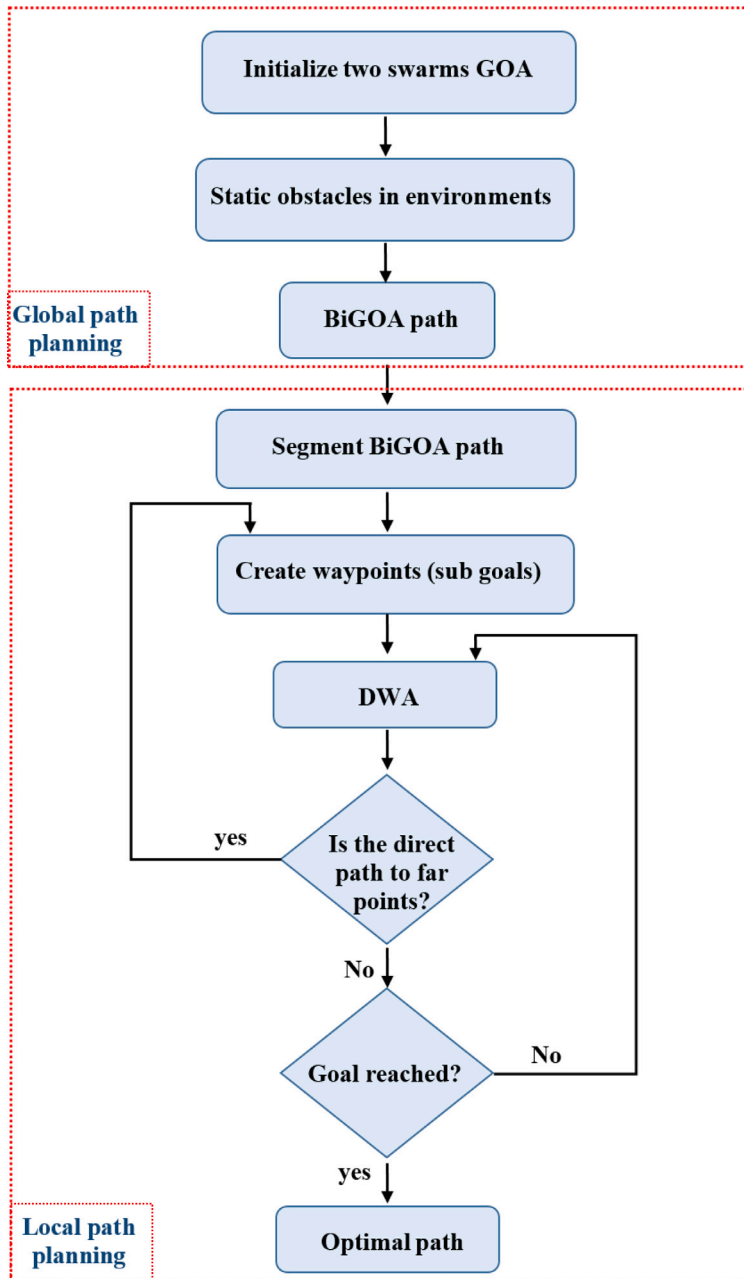 Initialize two swarms GOA
Static obstacles in environments
BiGOA path
Global path
planning
Segment BiGOA path
Create waypoints (sub goals)
DWA
yes
Is the direct
path to far
points?
No
Goal reached?
No
yes
Optimal path
Local path
planning